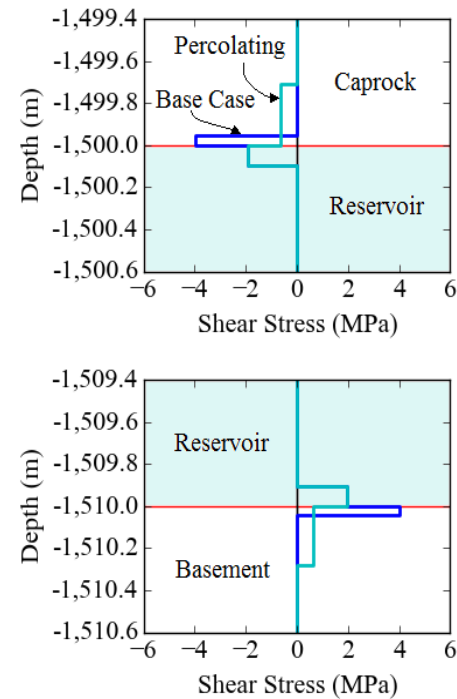 -1,499.4
-1,499.6
-1,499.8
-1,500.0
-1,500.2
-1,500.4
-1,500.6
Depth (m)
Percolating
Base Case
Caprock
Reservoir
−6 −4 −2 0 2 4 6
Shear Stress (MPa)
-1,509.4
-1,509.6
-1,509.8
-1,510.0
-1,510.2
-1,510.4
-1,510.6
Depth (m)
Reservoir
Basement
−6 −4 −2 0 2 4 6
Shear Stress (MPa)